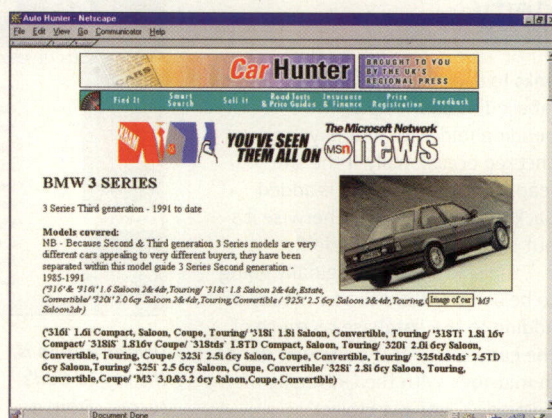 Auto Hunter - Netscape
File Edit View Go Communicator Help
CARS
Car Hunter
BROUGHT TO YOU
BY THE UK'S
REGIONAL PRESS
Find It
Smart
Search
Sell it
Road Tests
& Price Guides
Insurance
& Finance
Prize
Registration
Feedback
YOU'VE SEEN
THEM ALL ON
The Microsoft Network
msn news
BMW 3 SERIES
3 Series Third generation - 1991 to date
Models covered:
NB - Because Second & Third generation 3 Series models are very
different cars appealing to very different buyers, they have been
separated within this model guide 3 Series Second generation -
1985-1991
('316' & '316i' 1.6 Saloon 2&4dr,Touring/ `318i' 1.8 Saloon 2&4dr,Estate,
Convertible/ '320i' 2.0 6cy Saloon 2&4dr,Touring,Convertible / '325i' 2.5 6cy Saloon 2&4dr,Touring, Image of car 'M3'
Saloon2dr)
('316i' 1.6i Compact, Saloon, Coupe, Touring/ '318i' 1.8i Saloon, Convertible, Touring/ '318Ti' 1.8i 16v
Compact/ `318iS' 1.816v Coupe/ `318tds' 1.8TD Compact, Saloon, Touring/ `320i' 2.0i 6cy Saloon,
Convertible, Touring, Coupe/ `323i' 2.5i 6cy Saloon, Coupe, Convertible, Touring/ `325td&tds' 2.5TD
6cy Saloon,Touring/ `325i' 2.5 6cy Saloon, Coupe, Convertible/ `328i' 2.8i 6cy Saloon, Touring,
Convertible,Coupe/ 'M3' 3.0&3.2 6cy Saloon,Coupe,Convertible)
Document Done